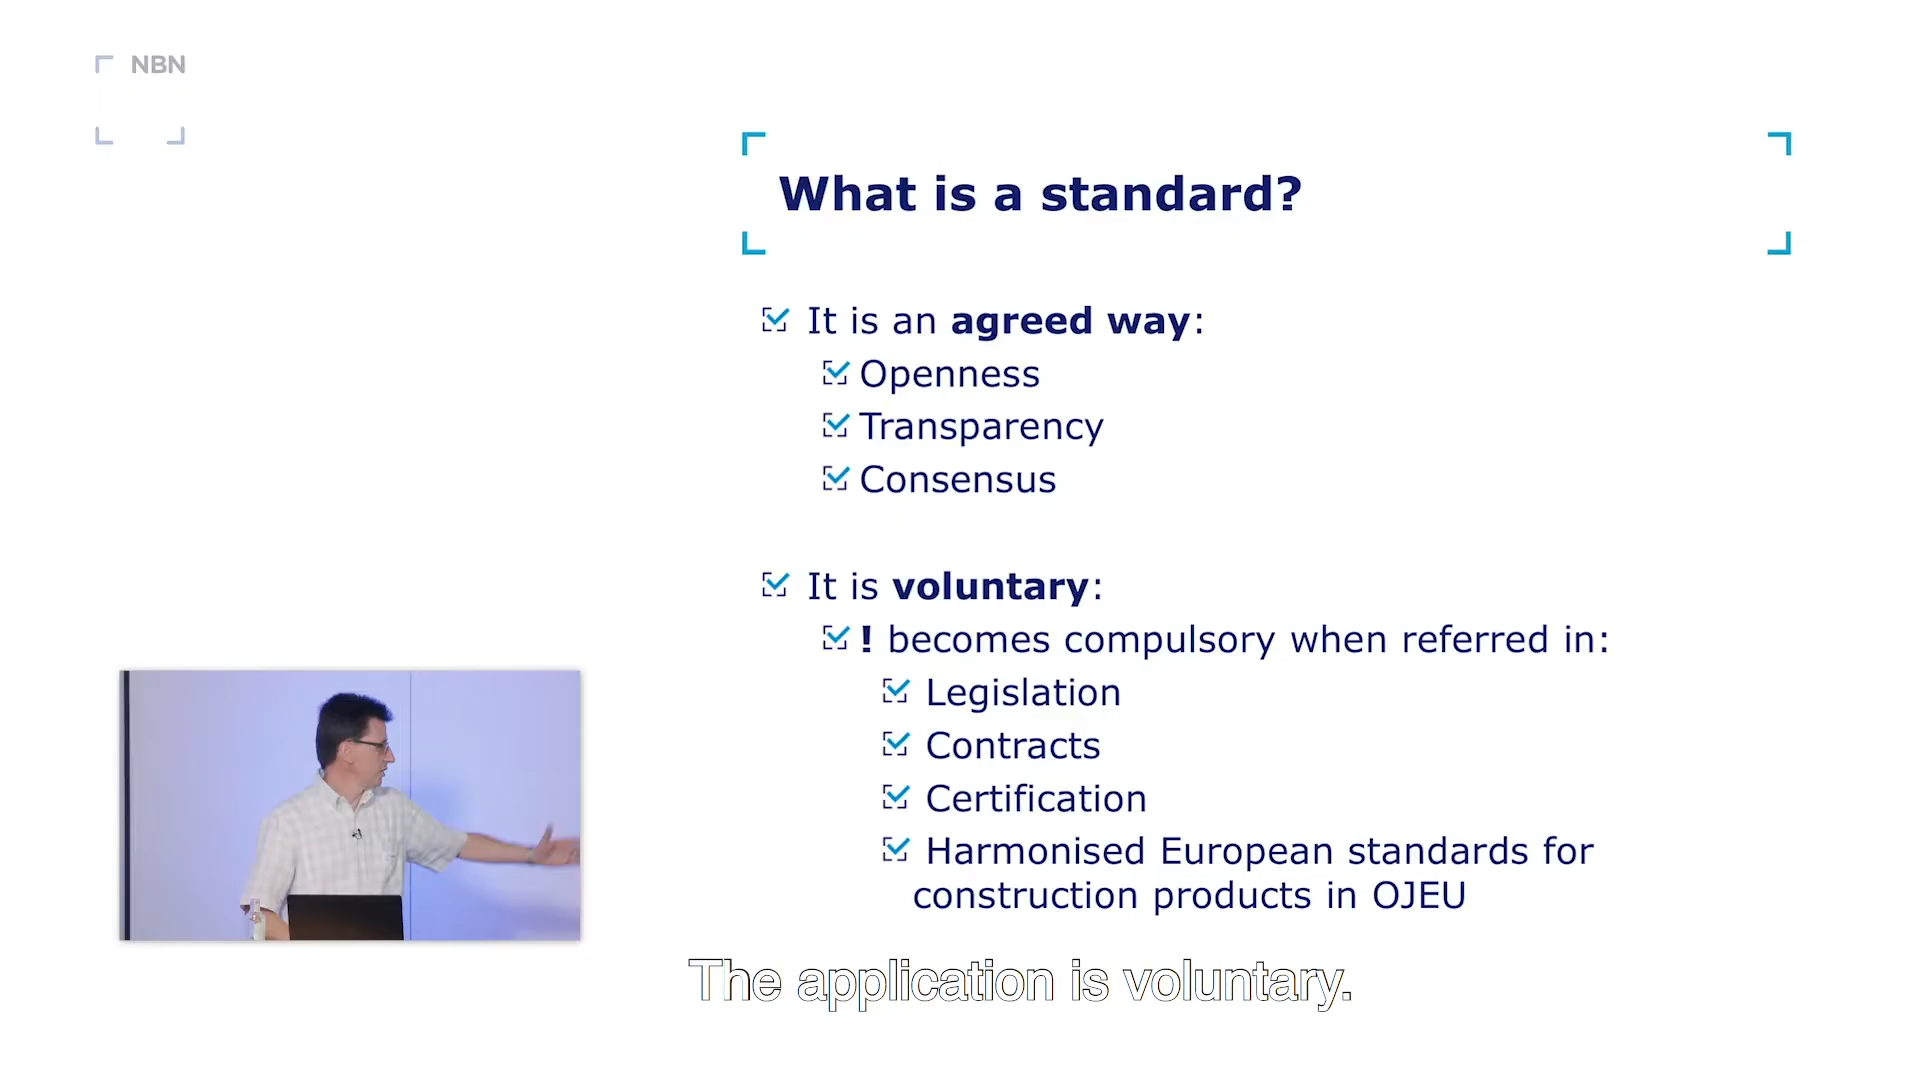 NBN
What is a standard?
It is an agreed way:
Openness
Transparency
Consensus
It is voluntary:
! becomes compulsory when referred in:
Legislation
Contracts
Certification
Harmonised European standards for
construction products in OJEU
The application is voluntary.